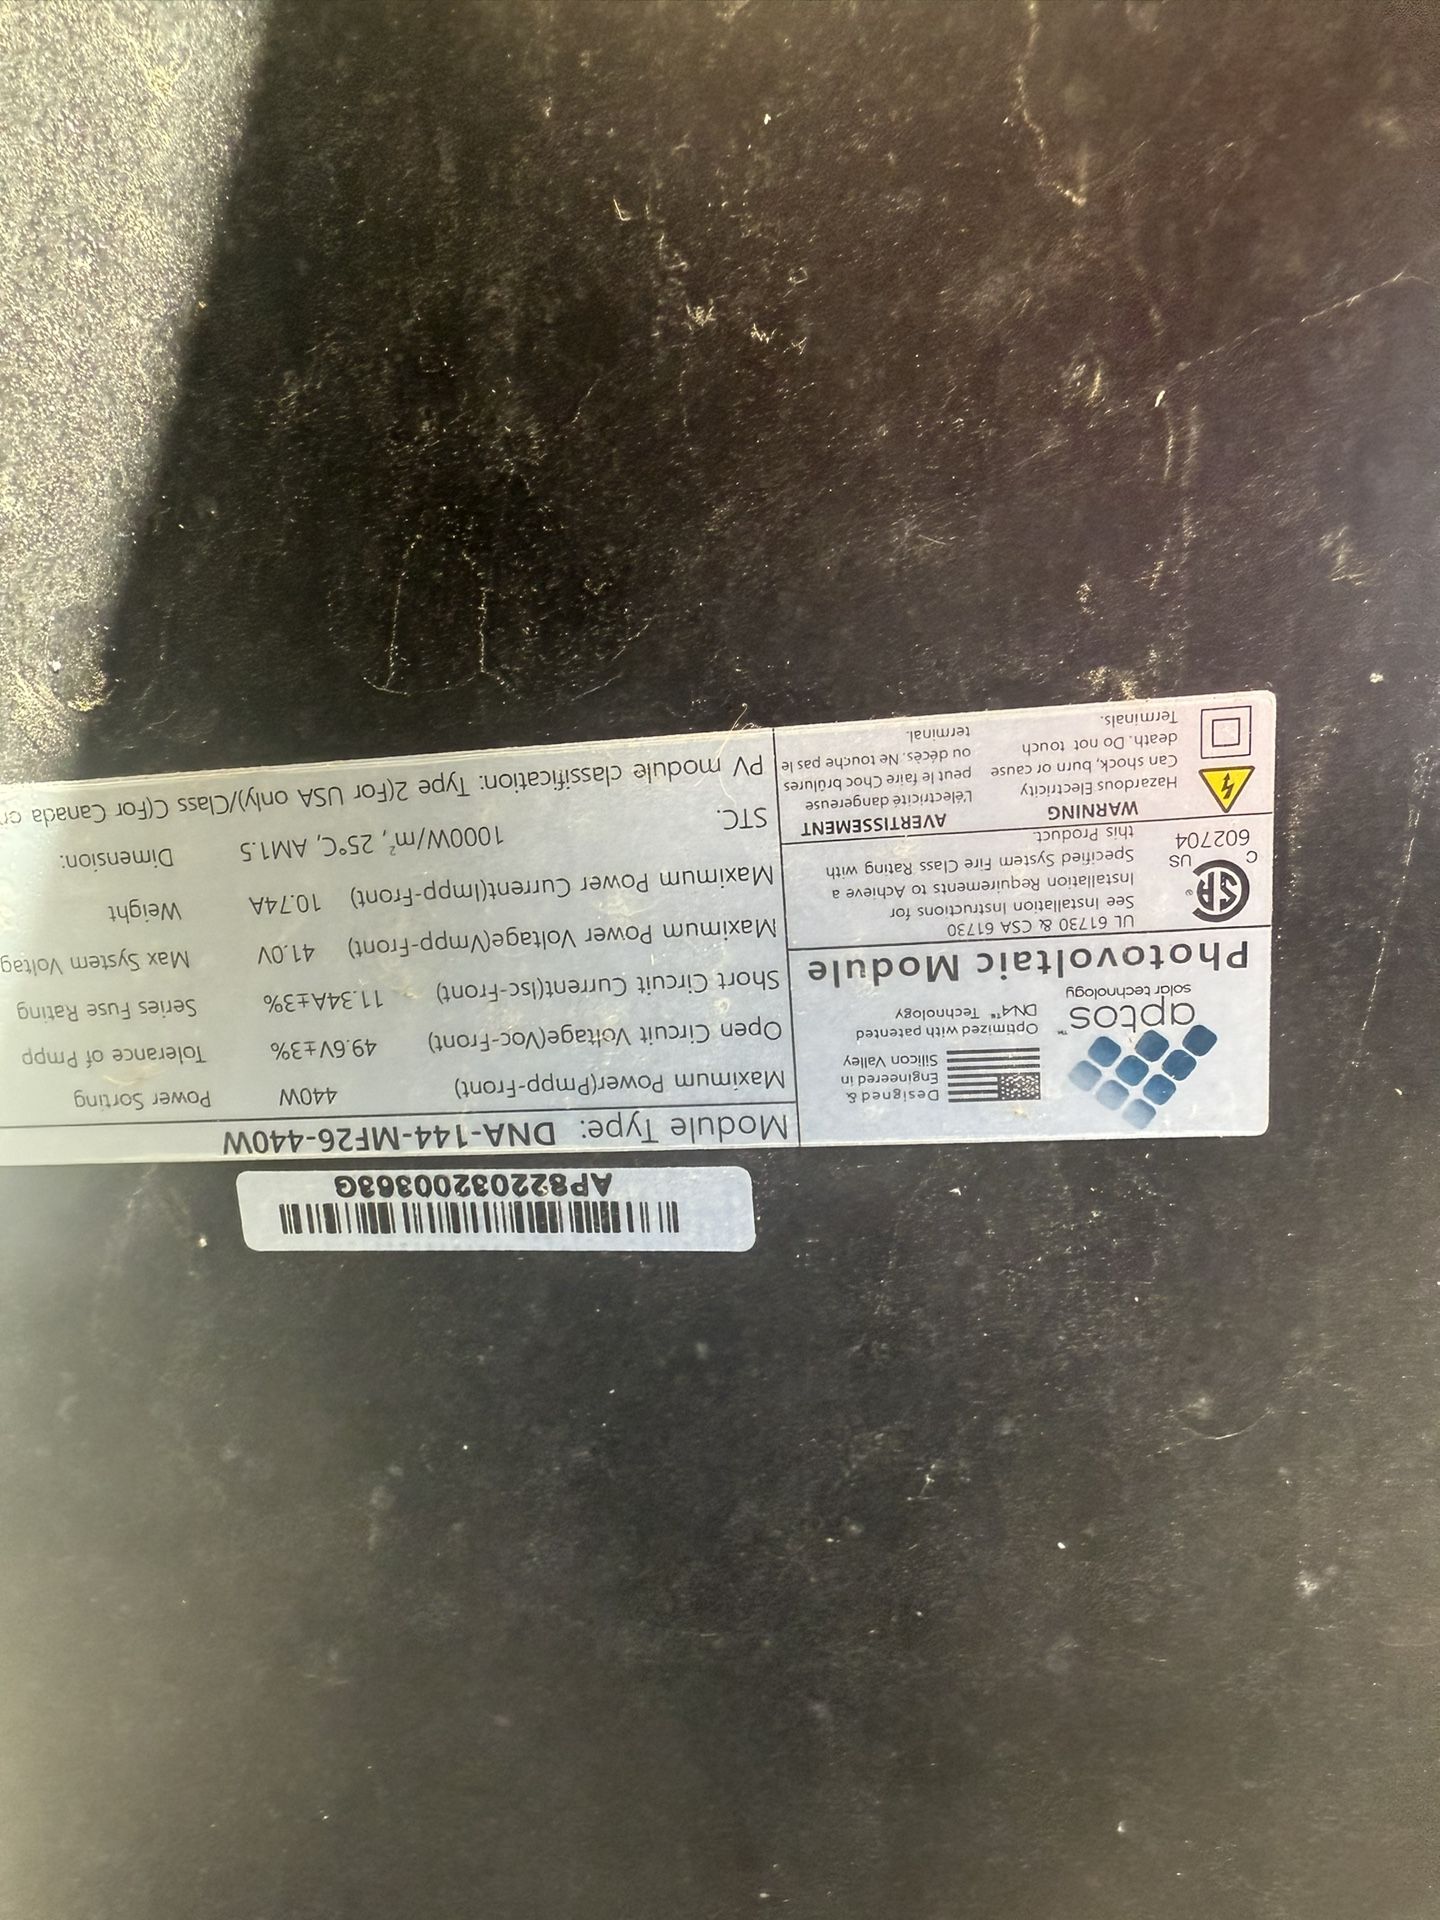 AP8220320036​3G
Module Type: DNA-144-MF26-440W
Maximum Power(Pmpp-Front) 440W Power Sorting
Open Circuit Voltage(Voc-Front) 49.6V±3% Tolerance of Pmpp
Short Circuit Current(Isc-Front) 11.34A±3% Series Fuse Rating
Maximum Power Voltage(Vmpp-Front) 41.0V Max System Voltag
Maximum Power Current(Impp-Front) 10.74A Weight
STC. 1000W/m², 25°C, AM1.5 Dimension:
PV module classification: Type 2(For USA only)/Class C(For Canada
aptos™
solar technology
Designed &
Engineered in
Silicon Valley
Optimized with patented
DNA™ Technology
Photovoltaic Module
SA®
C US
602704
UL 61730 & CSA 61730
See Installation Instructions for
Installation Requirements to Achieve a
Specified System Fire Class Rating with
this Product.
WARNING
Hazardous Electricity
Can shock, burn or cause
death. Do not touch
Terminals.
AVERTISSEMENT
L'électricité dangereuse
peut le faire Choc brûlures
ou décès. Ne touche pas le
terminal.